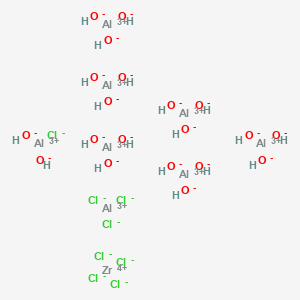 H O - Al 3+ O - H
H O -
H O - Al 3+ O - H
H O -
H O - Al 3+ O - H
H O -
H O - Al 3+ Cl -
O - H
H O - Al 3+ O - H
H O -
H O - Al 3+ O - H
H O -
H O - Al 3+ O - H
H O -
Cl - Al 3+ Cl -
Cl -
Cl - Zr 4+ Cl -
Cl - Cl -